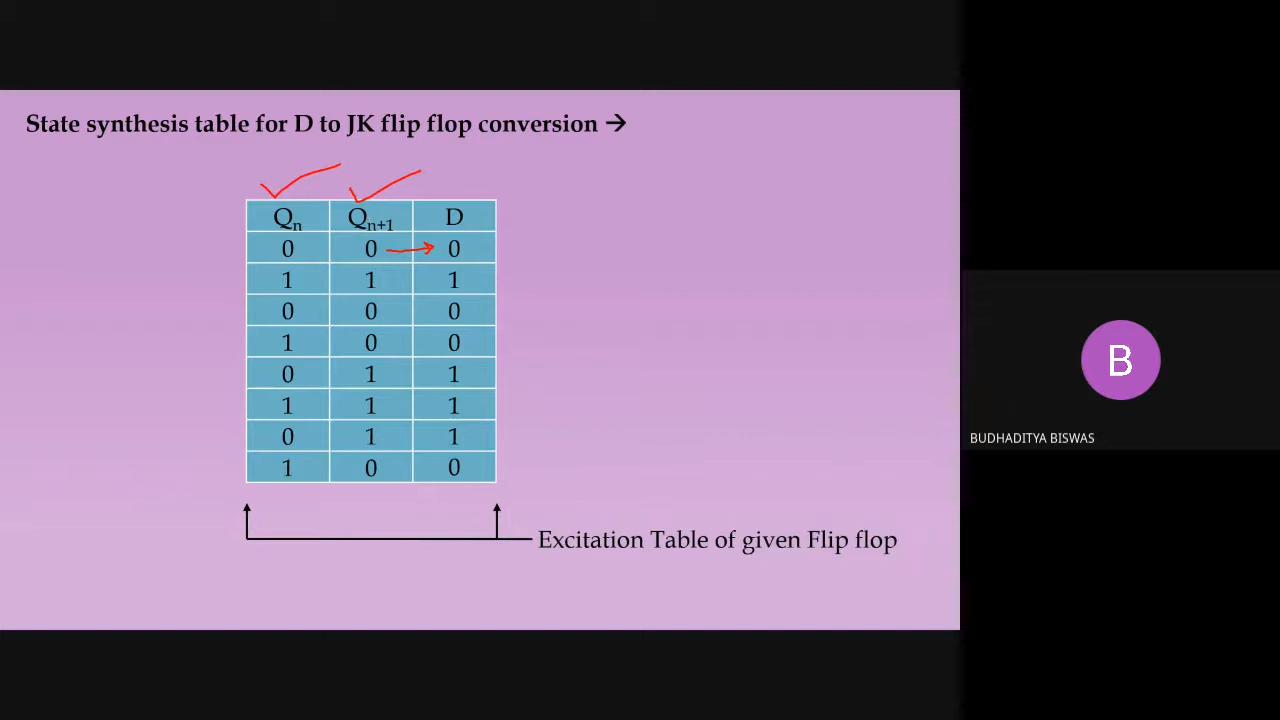 State synthesis table for D to JK flip flop conversion →
Qn Qn+1 D
0 0 0
1 1 1
0 0 0
1 0 0
0 1 1
1 1 1
0 1 1
1 0 0
Excitation Table of given Flip flop
B
BUDHADITYA BISWAS